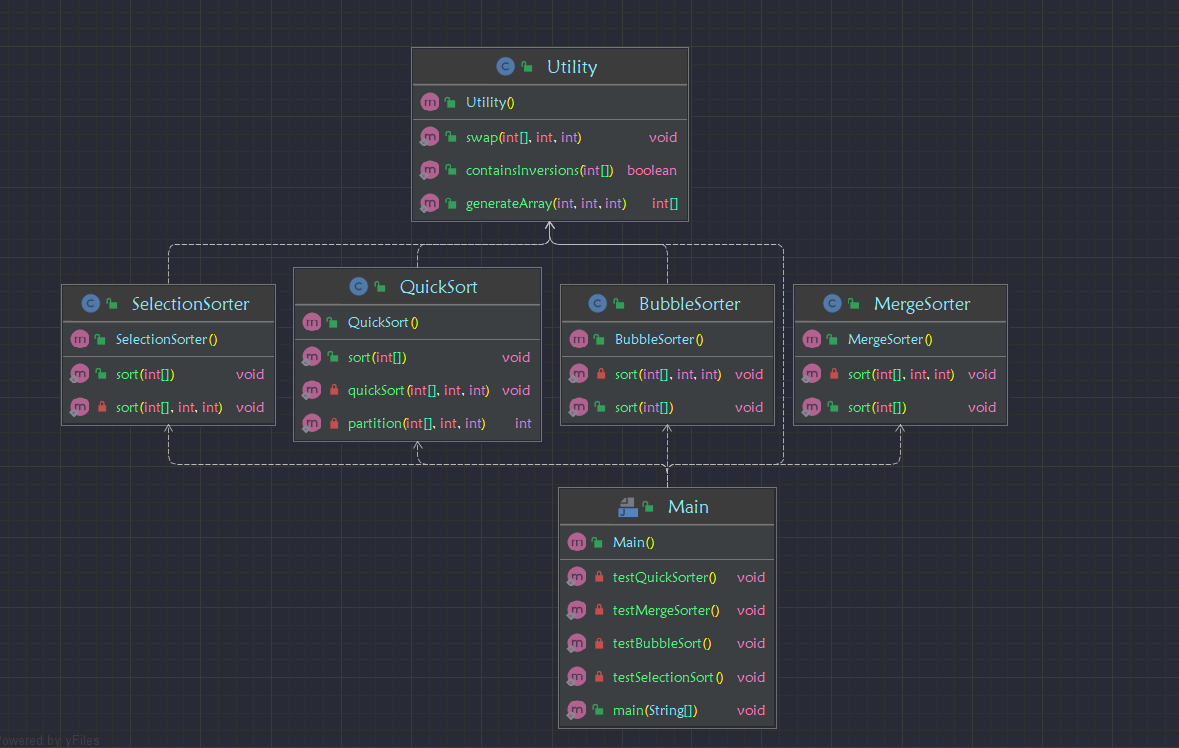 Utility
Utility()
swap(int[], int, int) void
containsInversions(int[]) boolean
generateArray(int, int, int) int[]
SelectionSorter
SelectionSorter()
sort(int[]) void
sort(int[], int, int) void
QuickSort
QuickSort()
sort(int[]) void
quickSort(int[], int, int) void
partition(int[], int, int) int
BubbleSorter
BubbleSorter()
sort(int[], int, int) void
sort(int[]) void
MergeSorter
MergeSorter()
sort(int[], int, int) void
sort(int[]) void
Main
Main()
testQuickSorter() void
testMergeSorter() void
testBubbleSort() void
testSelectionSort() void
main(String[]) void
owered by yFiles